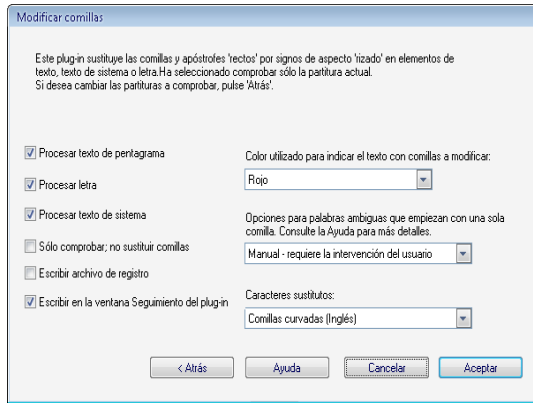 Modificar comillas
Este plug-in sustituye las comillas y apóstrofes 'rectos' por signos de aspecto 'rizado' en elementos de
texto, texto de sistema o letra.Ha seleccionado comprobar sólo la partitura actual.
Si desea cambiar las partituras a comprobar, pulse 'Atrás'.
Procesar texto de pentagrama
Procesar letra
Procesar texto de sistema
Sólo comprobar; no sustituir comillas
Escribir archivo de registro
Escribir en la ventana Seguimiento del plug-in
Color utilizado para indicar el texto con comillas a modificar:
Rojo
Opciones para palabras ambiguas que empiezan con una sola
comilla. Consulte la Ayuda para más detalles.
Manual - requiere la intervención del usuario
Caracteres sustitutos:
Comillas curvadas (Inglés)
< Atrás
Ayuda
Cancelar
Aceptar